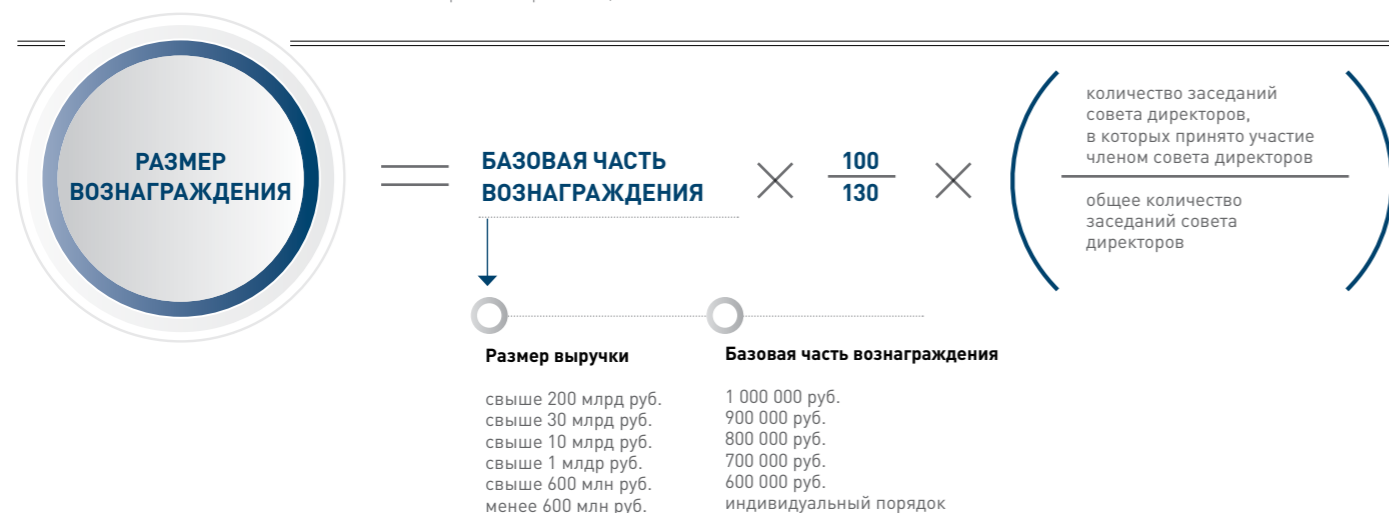 РАЗМЕР
ВОЗНАГРАЖДЕНИЯ
БАЗОВАЯ ЧАСТЬ
ВОЗНАГРАЖДЕНИЯ
100
130
количество заседаний
совета директоров,
в которых принято участие
членом совета директоров
общее количество
заседаний совета
директоров
Размер выручки
свыше 200 млрд руб.
свыше 30 млрд руб.
свыше 10 млрд руб.
свыше 1 млдр руб.
свыше 600 млн руб.
менее 600 млн руб.
Базовая часть вознаграждения
1 000 000 руб.
900 000 руб.
800 000 руб.
700 000 руб.
600 000 руб.
индивидуальный порядок